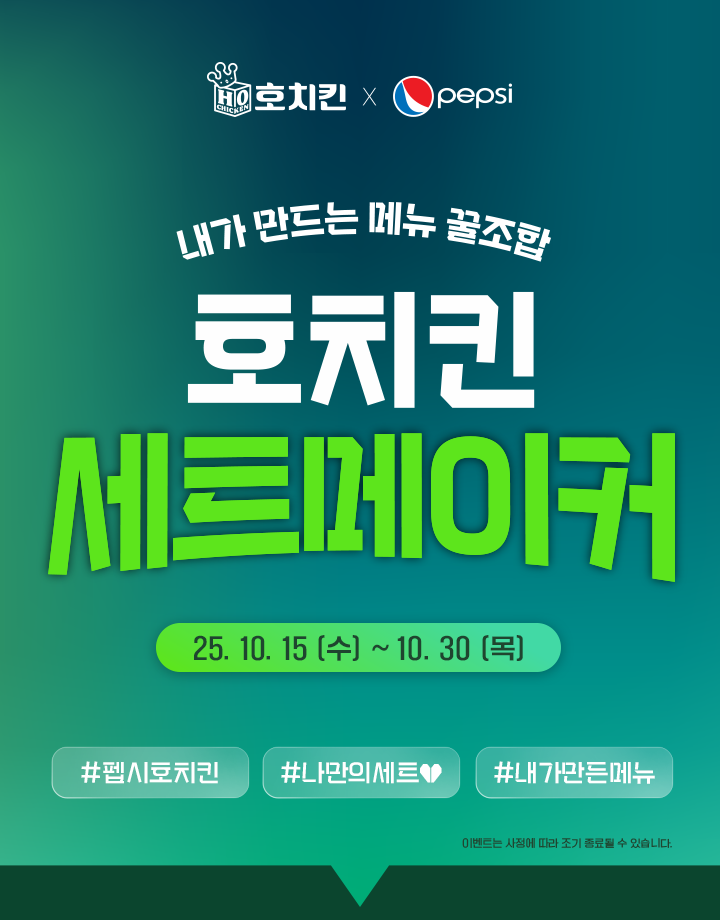 HO
CHICKEN
호치킨 X pepsi
내가 만드는 메뉴 꿀조합
호치킨
세트메이커
25. 10. 15 (수) ~ 10. 30 (목)
#펩시호치킨 #나만의세트 #내가만든메뉴
이벤트는 사정에 따라 조기 종료될 수 있습니다.